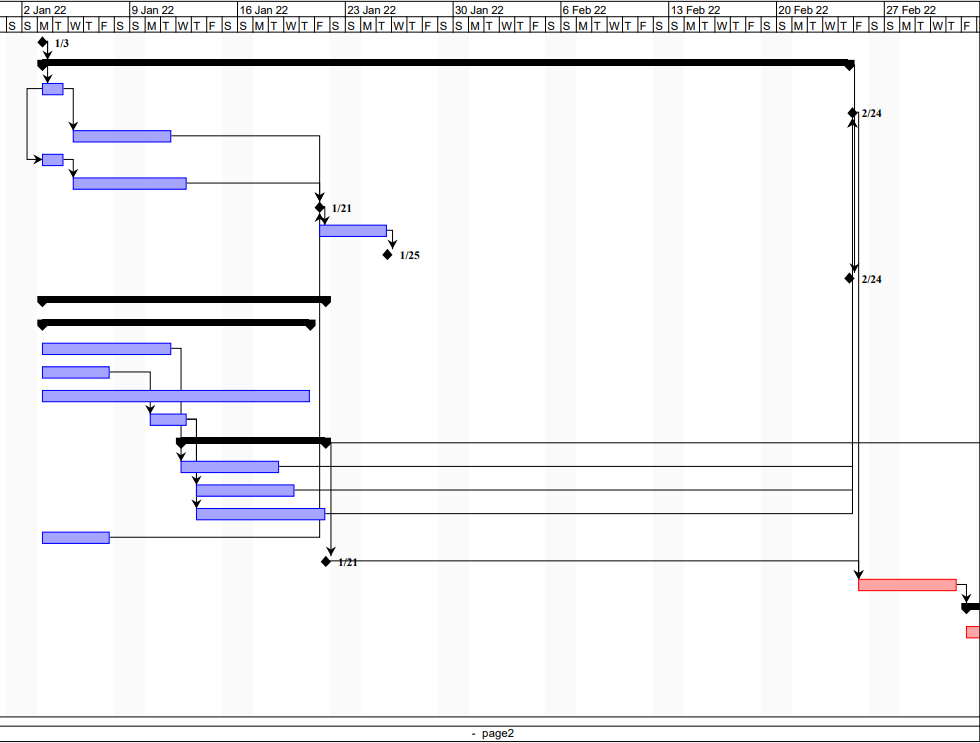 2 Jan 22 9 Jan 22 16 Jan 22 23 Jan 22 30 Jan 22 6 Feb 22 13 Feb 22 20 Feb 22 27 Feb 22
S S M T W T F S S M T W T F S S M T W T F S S M T W T F S S M T W T F S S M T W T F S S M T W T F S S M T W T F S S M T W T F
1/3
2/24
1/21
1/25
2/24
1/21
- page2